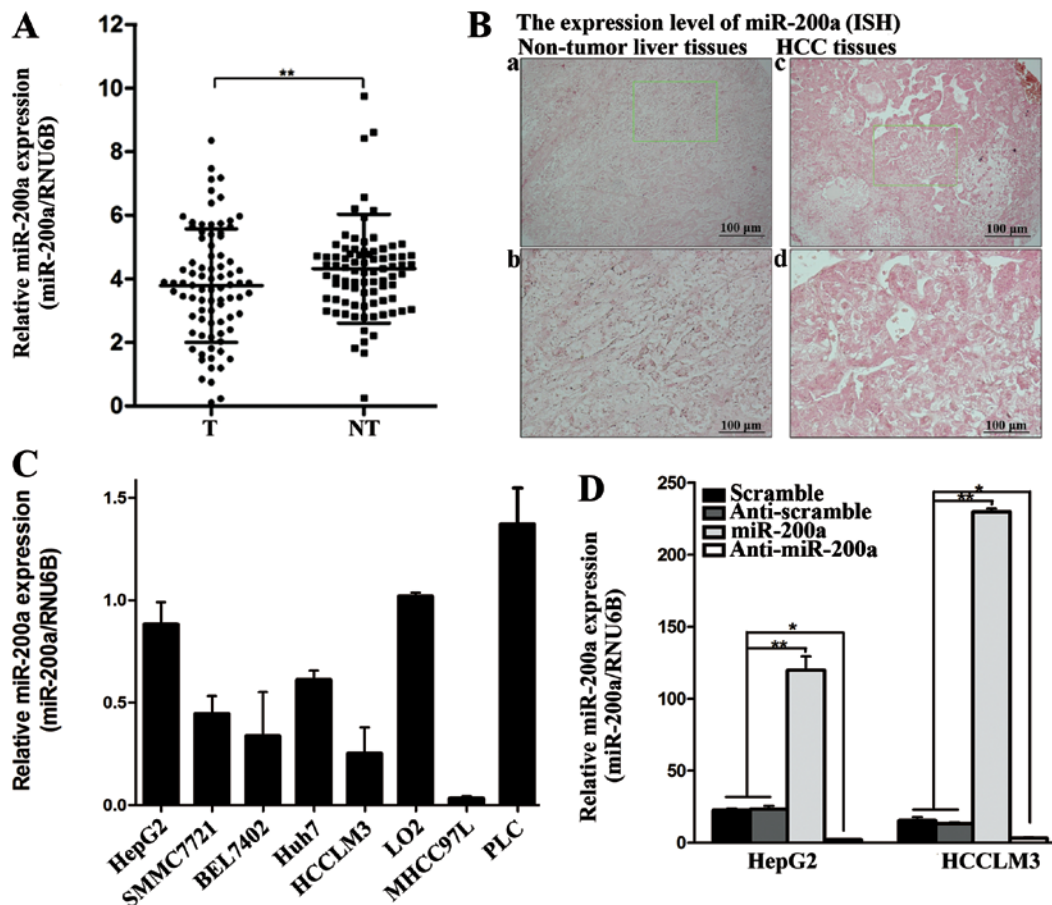 A
Relative miR-200a expression
(miR-200a/RNU6B)
12
10
8
6
4
2
0
**
T
NT
B
The expression level of miR-200a (ISH)
Non-tumor liver tissues
HCC tissues
a
100 µm
c
100 µm
b
100 µm
d
100 µm
C
Relative miR-200a expression
(miR-200a/RNU6B)
1.5
1.0
0.5
0.0
HepG2
SMMC7721
BEL7402
Huh7
HCCLM3
LO2
MHCC97L
PLC
D
Relative miR-200a expression
(miR-200a/RNU6B)
250
200
150
100
50
0
Scramble
Anti-scramble
miR-200a
Anti-miR-200a
*
**
*
**
HepG2
HCCLM3